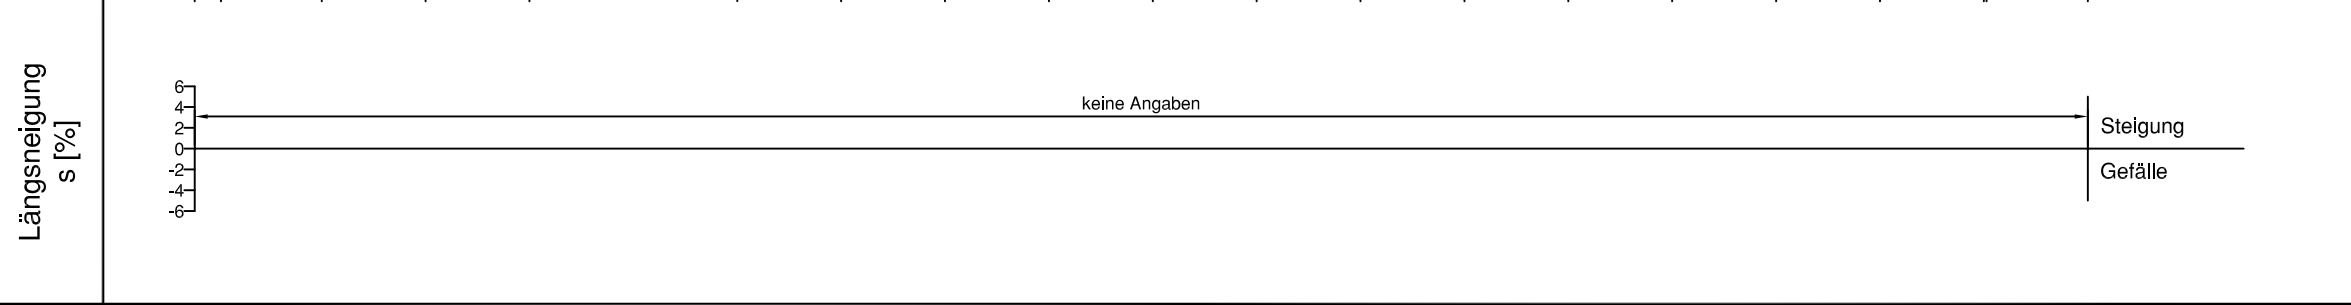 Längsneigung
s [%]
6
4
2
0
-2
-4
-6
keine Angaben
Steigung
Gefälle